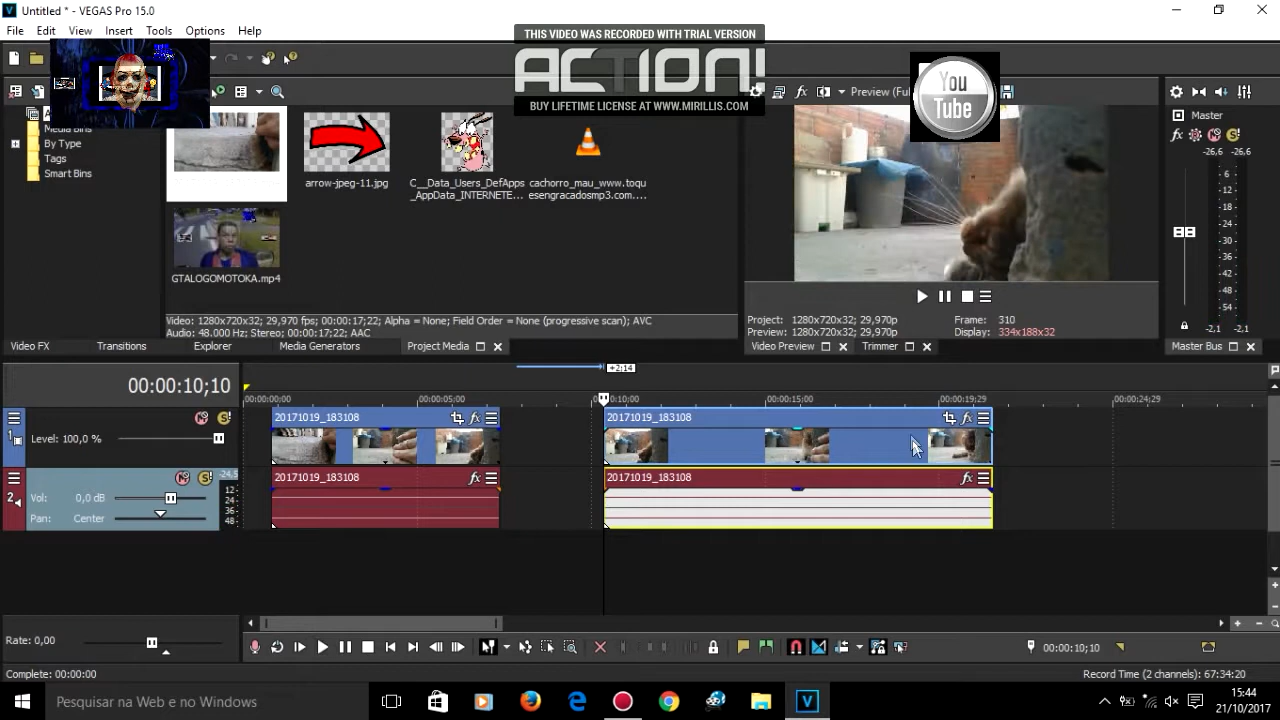 Untitled * - VEGAS Pro 15.0
File Edit View Insert Tools Options Help
THIS VIDEO WAS RECORDED WITH TRIAL VERSION
ACTION!
BUY LIFETIME LICENSE AT WWW.MIRILLIS.COM
You
Tube
Preview (Ful
Master
-26,6 -26,6
Media Bins
By Type
Tags
Smart Bins
arrow-jpeg-11.jpg
C__Data_Users_DefApps
_AppData_INTERNETE...
cachorro_mau_www.toqu
esengracadosmp3.com....
GTALOGOMOTOKA.mp4
6
12
18
24
30
36
42
48
54
-2,1 -2,1
Video: 1280x720x32; 29,970 fps; 00:00:17;22; Alpha = None; Field Order = None (progressive scan); AVC
Audio: 48.000 Hz; Stereo; 00:00:17;22; AAC
Project: 1280x720x32; 29,970p
Preview: 1280x720x32; 29,970p
Frame: 310
Display: 334x188x32
Video FX Transitions Explorer Media Generators Project Media
Video Preview Trimmer
Master Bus
+2;14
00:00:10;10
00:00:00;00 00:00:05;00 0:10;00 00:00:15;00 00:00:19;29 00:00:24;29
1
Level: 100,0 %
20171019_183108
20171019_183108
2
-24,5
Vol: 0,0 dB
Pan: Center
12
24
36
48
20171019_183108
20171019_183108
Rate: 0,00
00:00:10;10
Complete: 00:00:00
Record Time (2 channels): 67:34:20
Pesquisar na Web e no Windows
15:44
21/10/2017